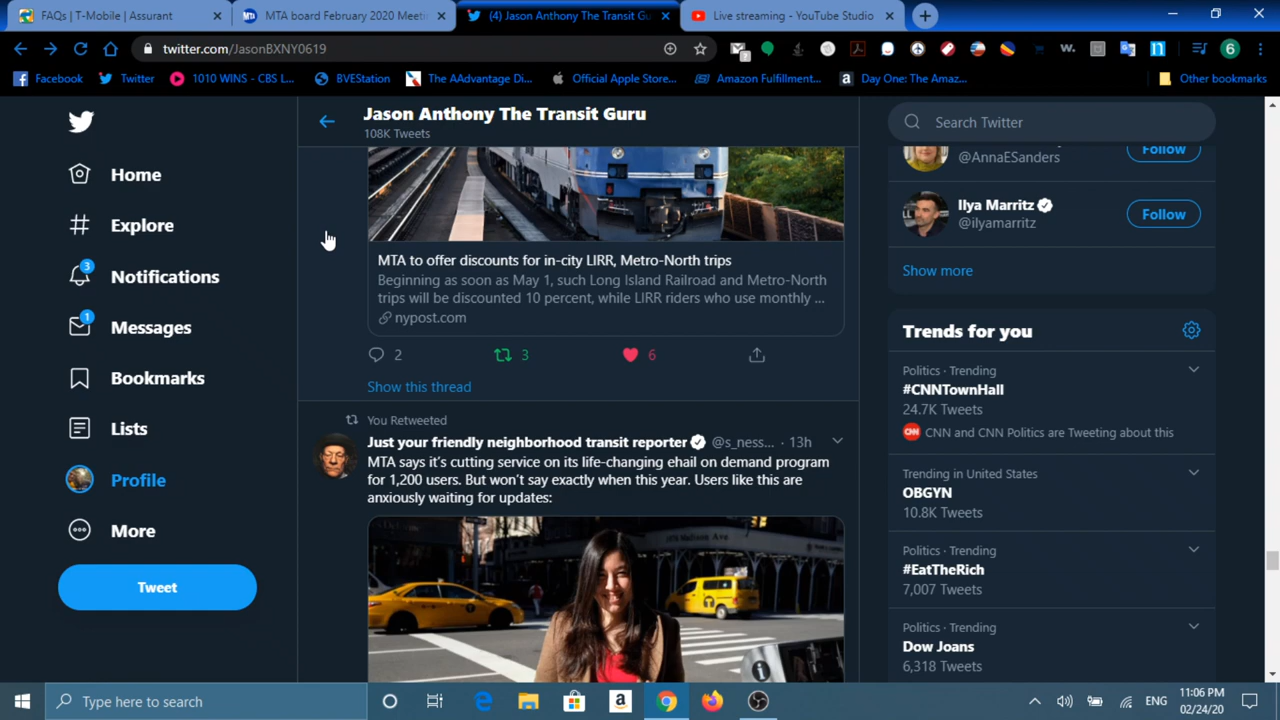 FAQs | T-Mobile | Assurant
MTA board February 2020 Meeti
(4) Jason Anthony The Transit Gu
Live streaming - YouTube Studio
twitter.com/JasonBXNY0619
6
Facebook
Twitter
1010 WINS - CBS L...
BVEStation
The AAdvantage Di...
Official Apple Store...
Amazon Fulfillment...
Day One: The Amaz...
Other bookmarks
Jason Anthony The Transit Guru
108K Tweets
Home
Explore
3
Notifications
1
Messages
Bookmarks
Lists
Profile
More
Tweet
MTA to offer discounts for in-city LIRR, Metro-North trips
Beginning as soon as May 1, such Long Island Railroad and Metro-North
trips will be discounted 10 percent, while LIRR riders who use monthly ...
nypost.com
2
3
6
Show this thread
You Retweeted
Just your friendly neighborhood transit reporter @s_ness... · 13h
MTA says it's cutting service on its life-changing ehail on demand program
for 1,200 users. But won't say exactly when this year. Users like this are
anxiously waiting for updates:
Search Twitter
@AnnaESanders
Follow
Ilya Marritz
@ilyamarritz
Follow
Show more
Trends for you
Politics · Trending
#CNNTownHall
24.7K Tweets
CNN and CNN Politics are Tweeting about this
Trending in United States
OBGYN
10.8K Tweets
Politics · Trending
#EatTheRich
7,007 Tweets
Politics · Trending
Dow Joans
6,318 Tweets
Type here to search
ENG
11:06 PM
02/24/20